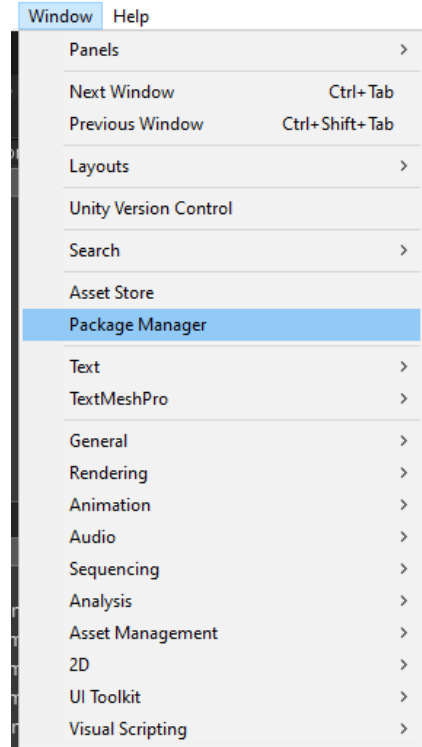 Window Help
Panels
Next Window Ctrl+Tab
Previous Window Ctrl+Shift+Tab
Layouts
Unity Version Control
Search
Asset Store
Package Manager
Text
TextMeshPro
General
Rendering
Animation
Audio
Sequencing
Analysis
Asset Management
2D
UI Toolkit
Visual Scripting